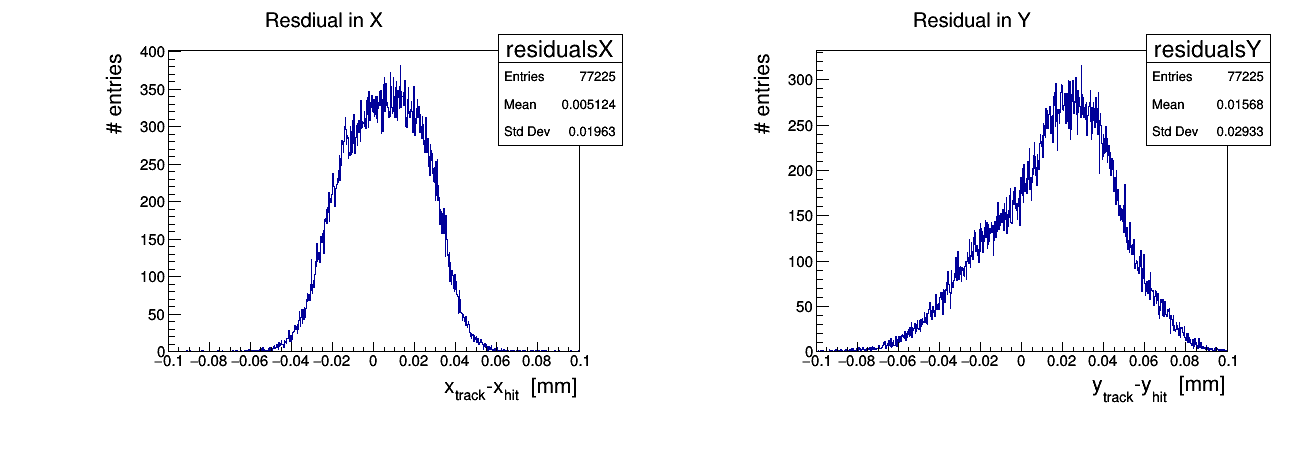 Resdiual in X
residualsX
Entries 77225
Mean 0.005124
Std Dev 0.01963
# entries
400
350
300
250
200
150
100
50
0
−0.1 −0.08 −0.06 −0.04 −0.02 0 0.02 0.04 0.06 0.08 0.1
xtrack-xhit [mm]
Residual in Y
residualsY
Entries 77225
Mean 0.01568
Std Dev 0.02933
# entries
300
250
200
150
100
50
0
−0.1 −0.08 −0.06 −0.04 −0.02 0 0.02 0.04 0.06 0.08 0.1
ytrack-yhit [mm]